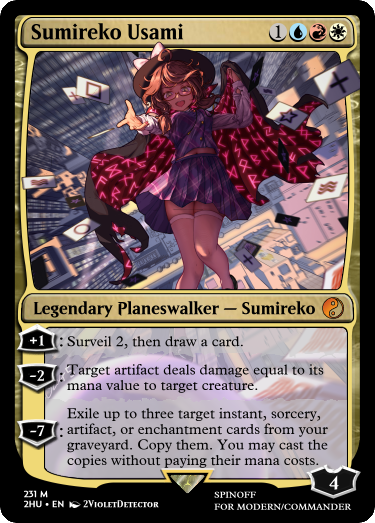 Sumireko Usami 1
Legendary Planeswalker — Sumireko
+1: Surveil 2, then draw a card.
-2: Target artifact deals damage equal to its
mana value to target creature.
-7: Exile up to three target instant, sorcery,
artifact, or enchantment cards from your
graveyard. Copy them. You may cast the
copies without paying their mana costs.
4
231 M
2HU • EN 2VioletDetector
SPINOFF
FOR MODERN/COMMANDER